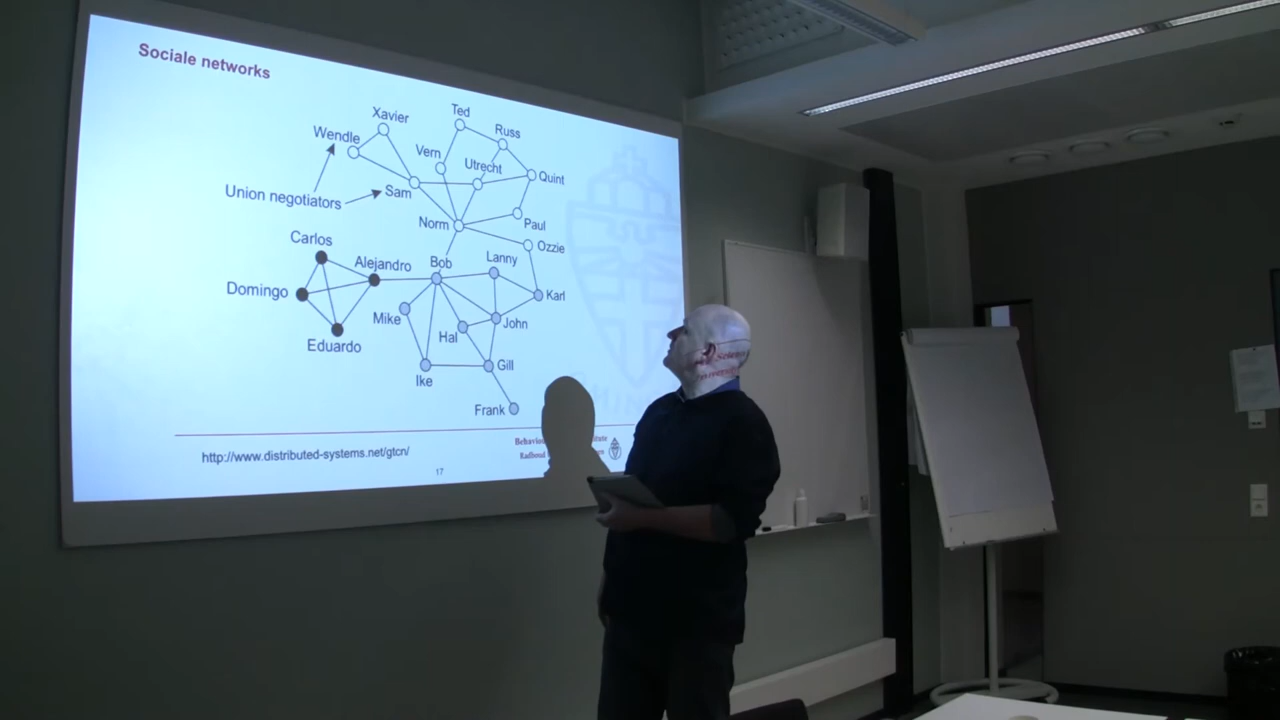 Sociale networks
Ted
Xavier
Russ
Wendle
Vern
Utrecht
Quint
Union negotiators
Sam
Norm
Paul
Ozzie
Carlos
Alejandro
Bob
Lanny
Domingo
Karl
Mike
John
Hal
Eduardo
Gill
Ike
Frank
http://www.distributed-systems.net/gtcn/
17